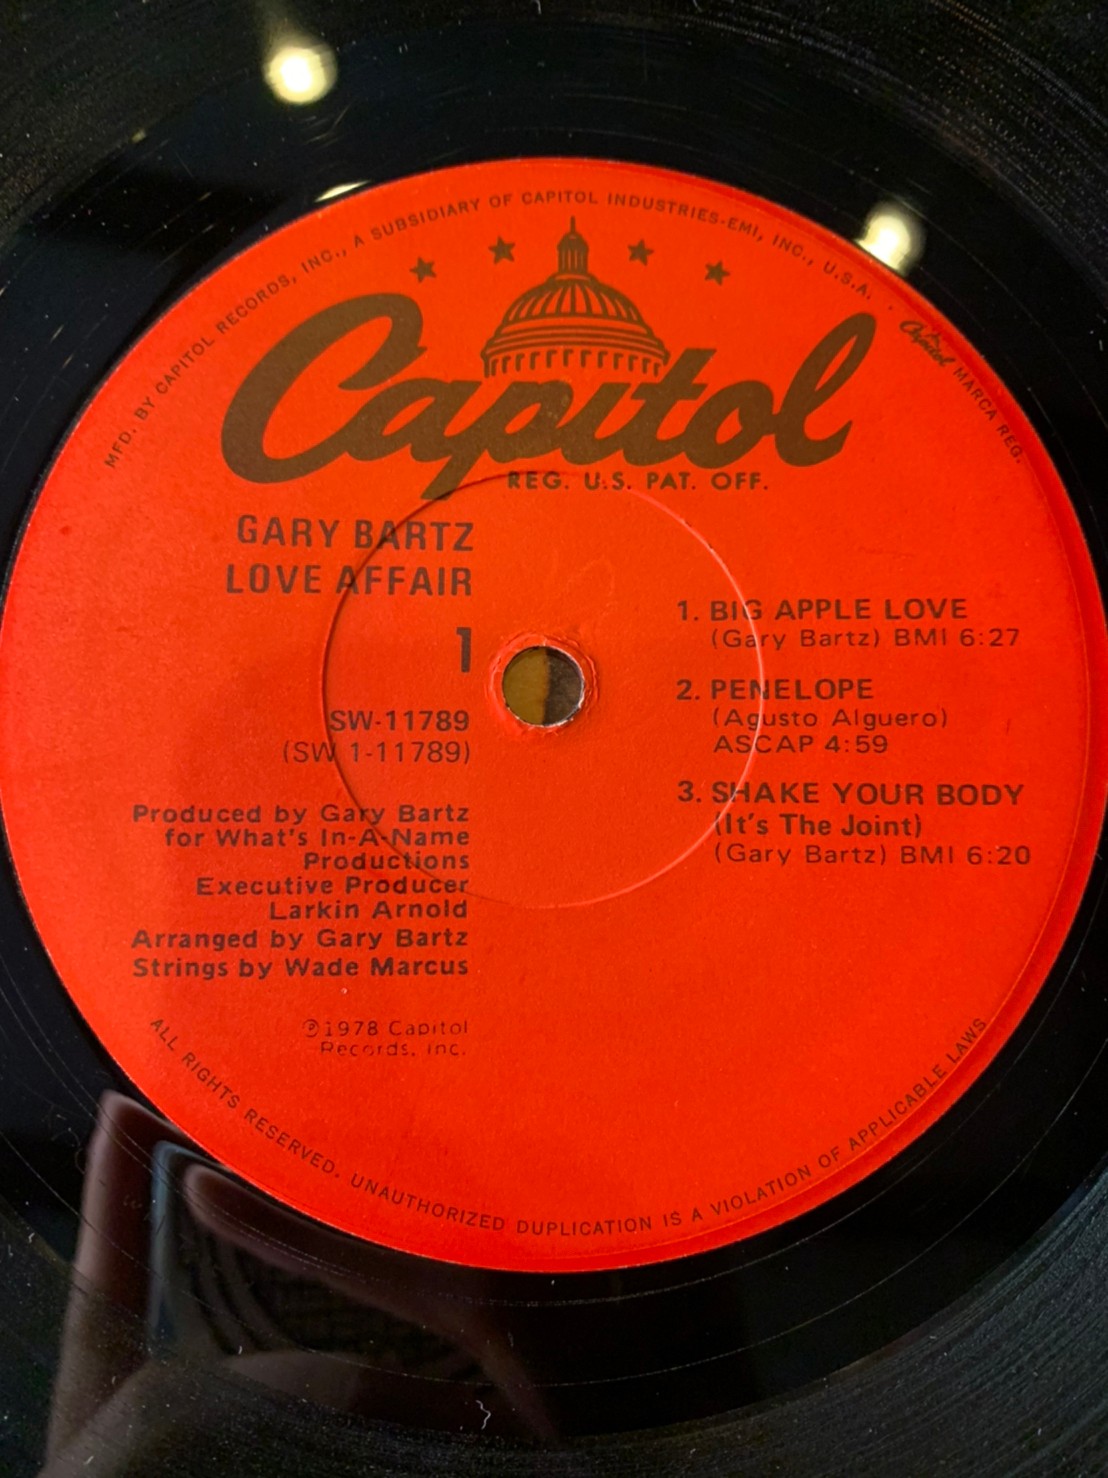 MFD. BY CAPITOL RECORDS, INC., A SUBSIDIARY OF CAPITOL INDUSTRIES-EMI, INC., U.S.A. · Capitol MARCA REG.
Capitol
REG. U.S. PAT. OFF.
GARY BARTZ
LOVE AFFAIR
1
SW-11789
(SW 1-11789)
Produced by Gary Bartz
for What's In-A-Name
Productions
Executive Producer
Larkin Arnold
Arranged by Gary Bartz
Strings by Wade Marcus
℗1978 Capitol
Records, Inc.
1. BIG APPLE LOVE
(Gary Bartz) BMI 6:27
2. PENELOPE
(Agusto Alguero)
ASCAP 4:59
3. SHAKE YOUR BODY
(It's The Joint)
(Gary Bartz) BMI 6:20
ALL RIGHTS RESERVED. UNAUTHORIZED DUPLICATION IS A VIOLATION OF APPLICABLE LAWS